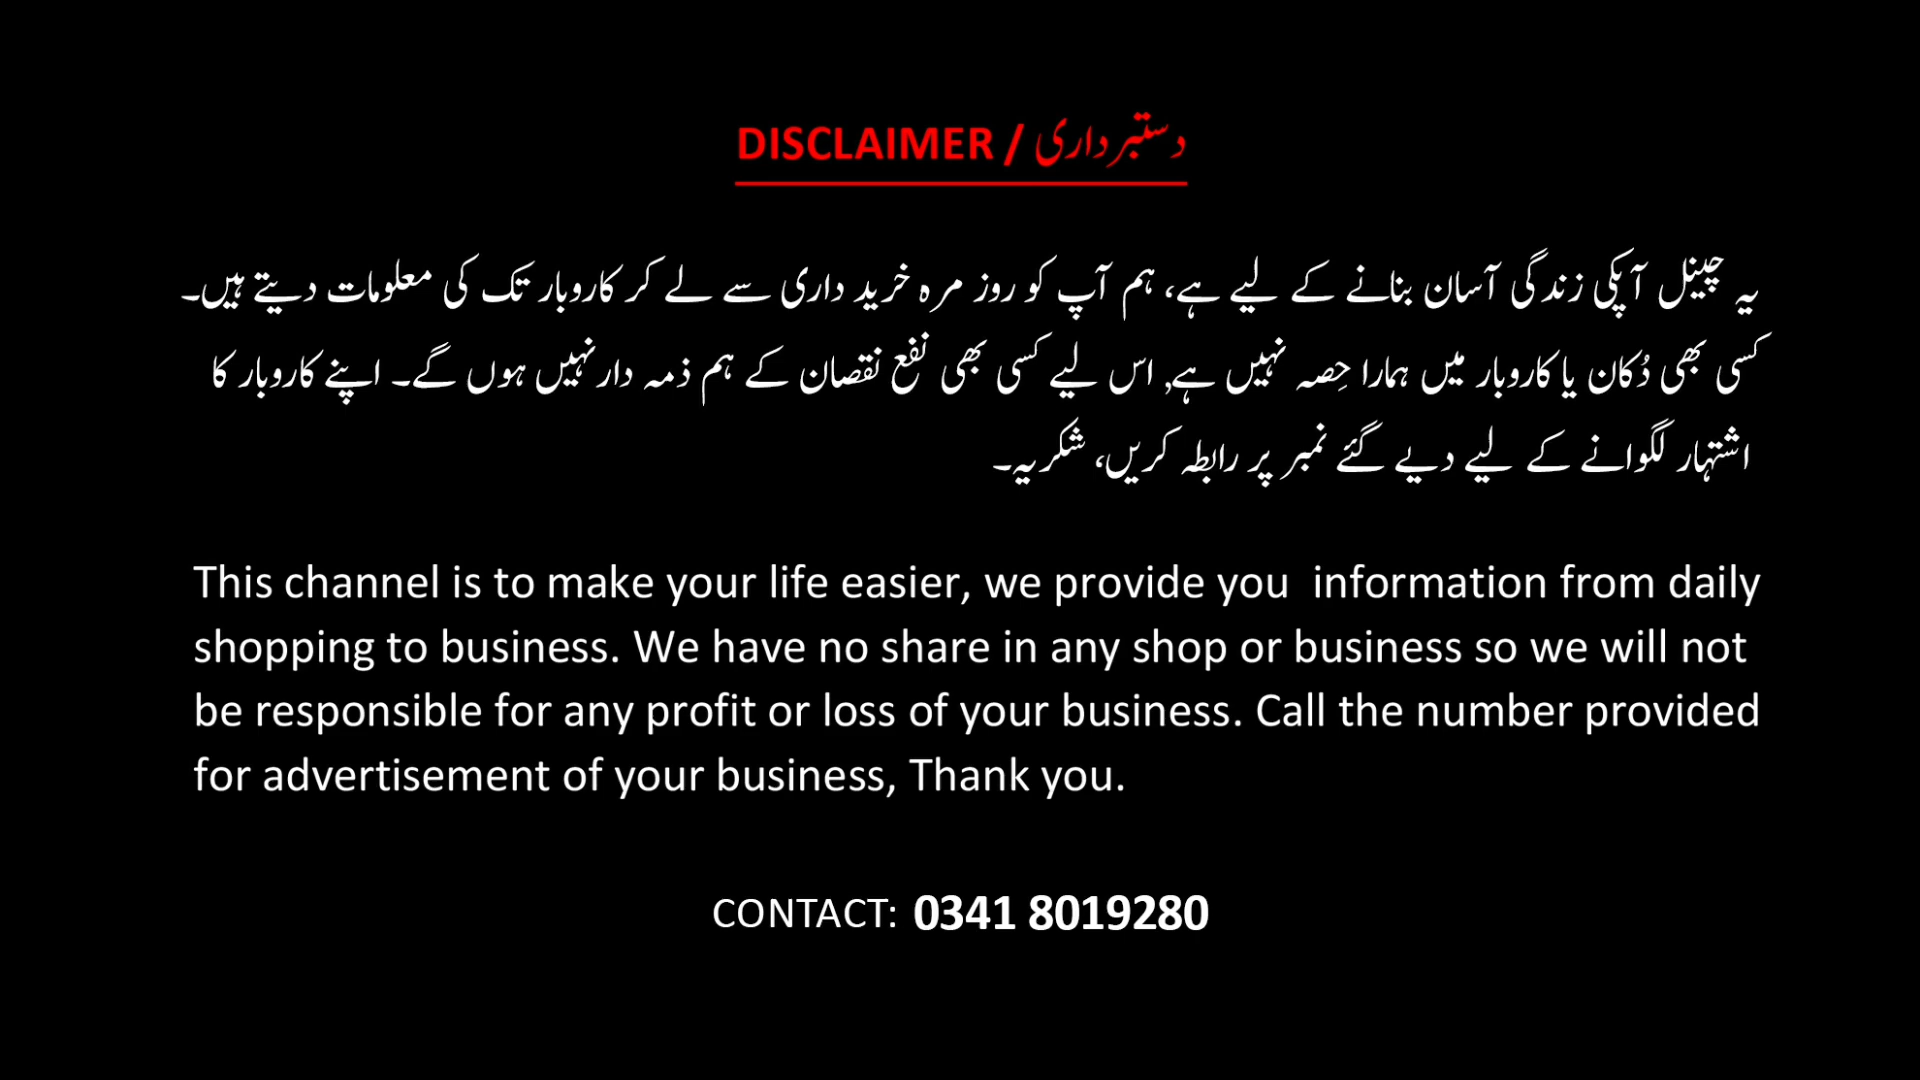 DISCLAIMER / دستبرداری
یہ چینل آپکی زندگی آسان بنانے کے لیے ہے، ہم آپ کو روز مرہ خرید داری سے لے کر کاروبار تک کی معلومات دیتے ہیں۔
کسی بھی دُکان یا کاروبار میں ہمارا حِصہ نہیں ہے, اس لیے کسی بھی نفع نقصان کے ہم ذمہ دار نہیں ہوں گے۔ اپنے کاروبار کا
اشتہار لگوانے کے لیے دیے گئے نمبر پر رابطہ کریں، شکریہ۔
This channel is to make your life easier, we provide you  information from daily
shopping to business. We have no share in any shop or business so we will not
be responsible for any profit or loss of your business. Call the number provided
for advertisement of your business, Thank you.
CONTACT: 0341 8019280